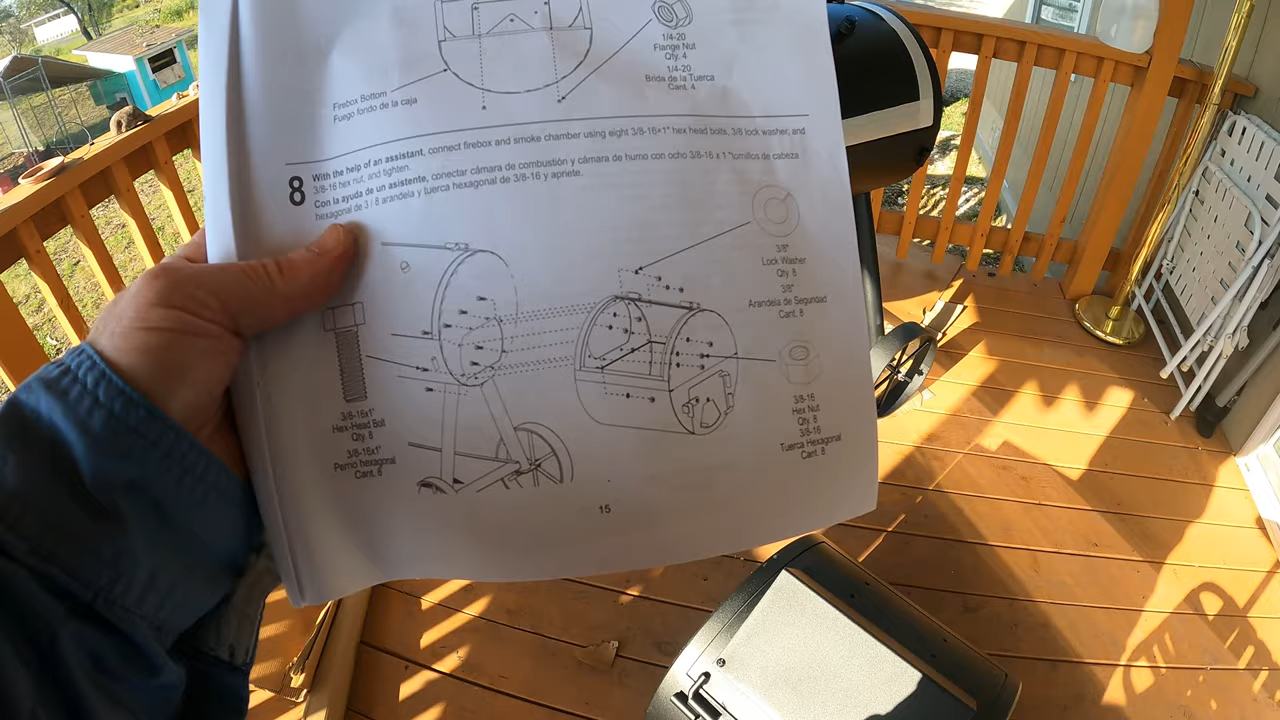 1/4-20
Flange Nut
Qty. 4
1/4-20
Brida de la Tuerca
Cant. 4
Firebox Bottom
Fuego fondo de la caja
8
With the help of an assistant, connect firebox and smoke chamber using eight 3/8-16×1" hex head bolts, 3/8 lock washer, and
3/8-16 hex nut, and tighten.
Con la ayuda de un asistente, conectar cámara de combustión y cámara de humo con ocho 3/8-16 x 1 "tornillos de cabeza
hexagonal de 3 / 8 arandela y tuerca hexagonal de 3/8-16 y apriete.
3/8"
Lock Washer
Qty. 8
3/8"
Arandela de Seguridad
Cant. 8
3/8-16x1"
Hex-Head Bolt
Qty. 8
3/8-16x1"
Perno hexagonal
Cant. 8
3/8-16
Hex Nut
Qty. 8
3/8-16
Tuerca Hexagonal
Cant. 8
15